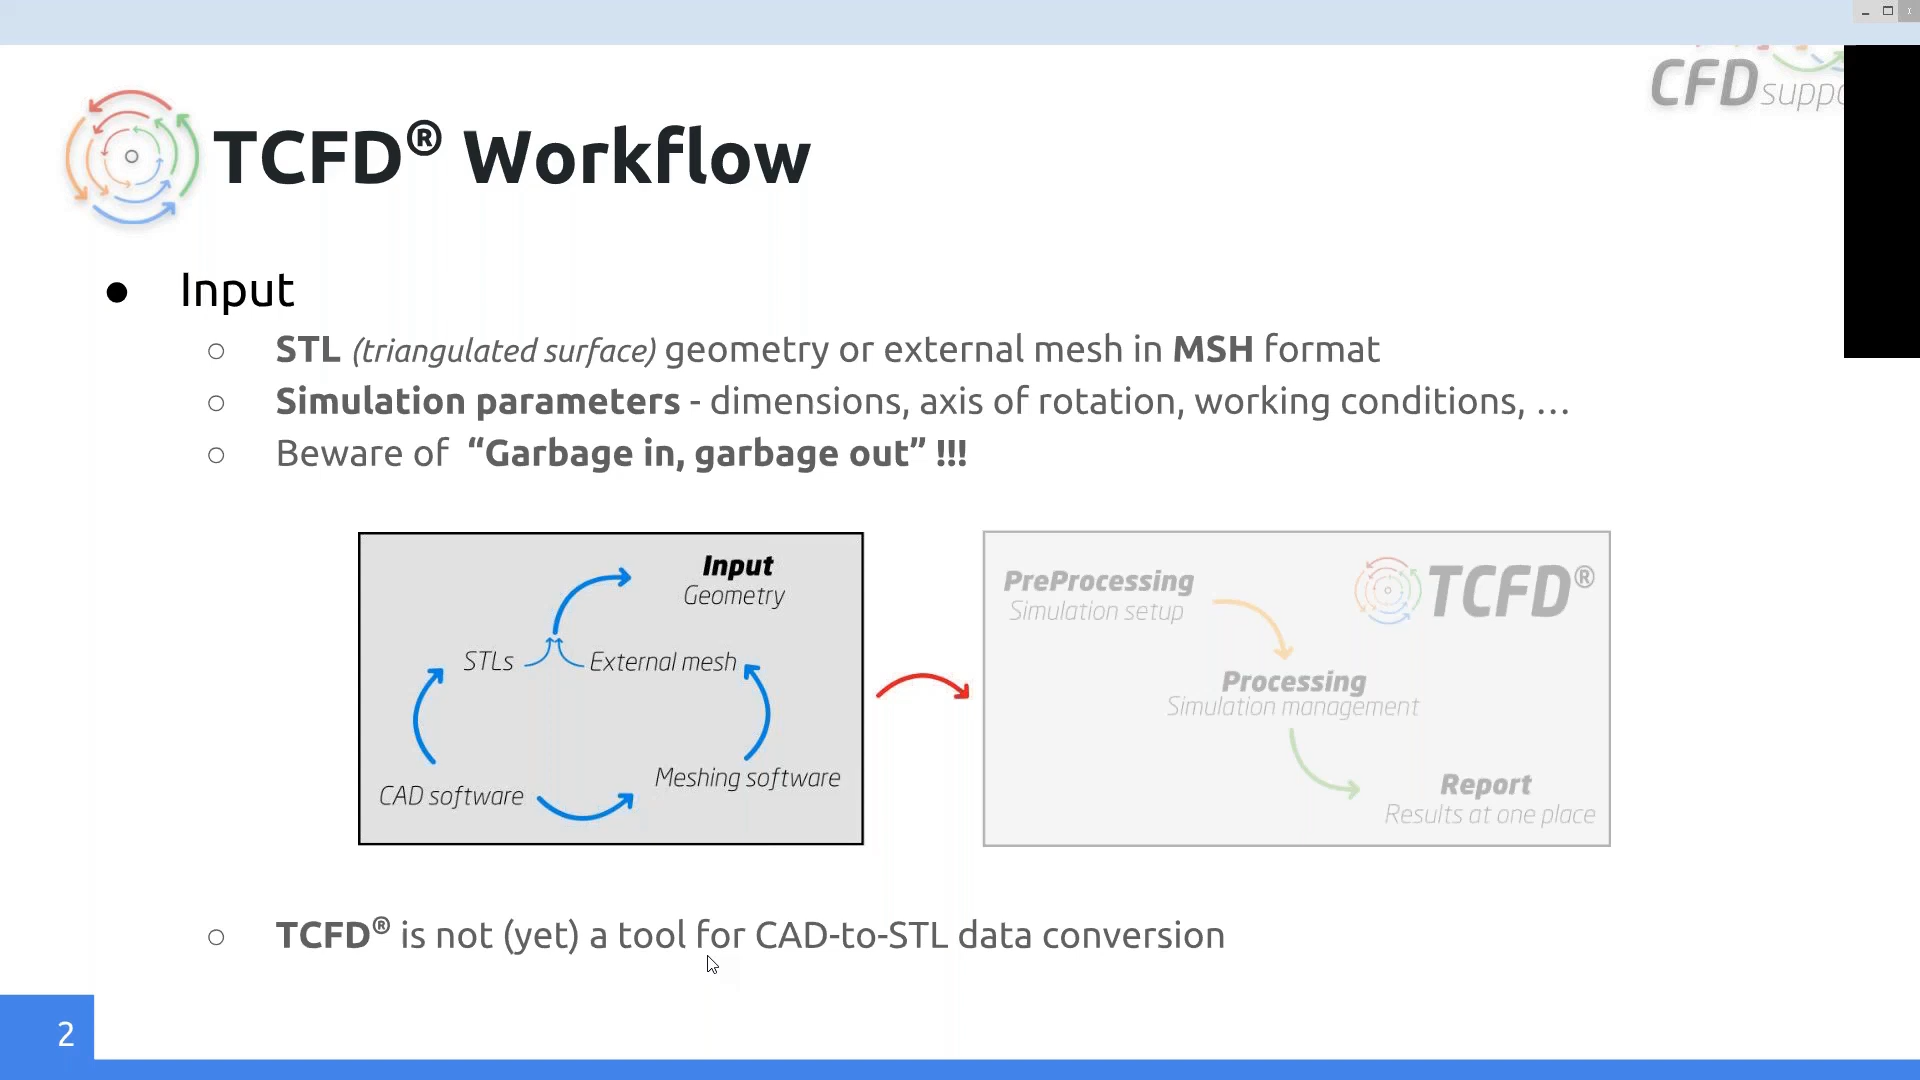 CFD
TCFD® Workflow
● Input
○ STL (triangulated surface) geometry or external mesh in MSH format
○ Simulation parameters - dimensions, axis of rotation, working conditions, …
○ Beware of “Garbage in, garbage out” !!!
Input
Geometry
STLs
External mesh
CAD software
Meshing software
PreProcessing
Simulation setup
TCFD®
Processing
Simulation management
Report
Results at one place
○ TCFD® is not (yet) a tool for CAD-to-STL data conversion
2